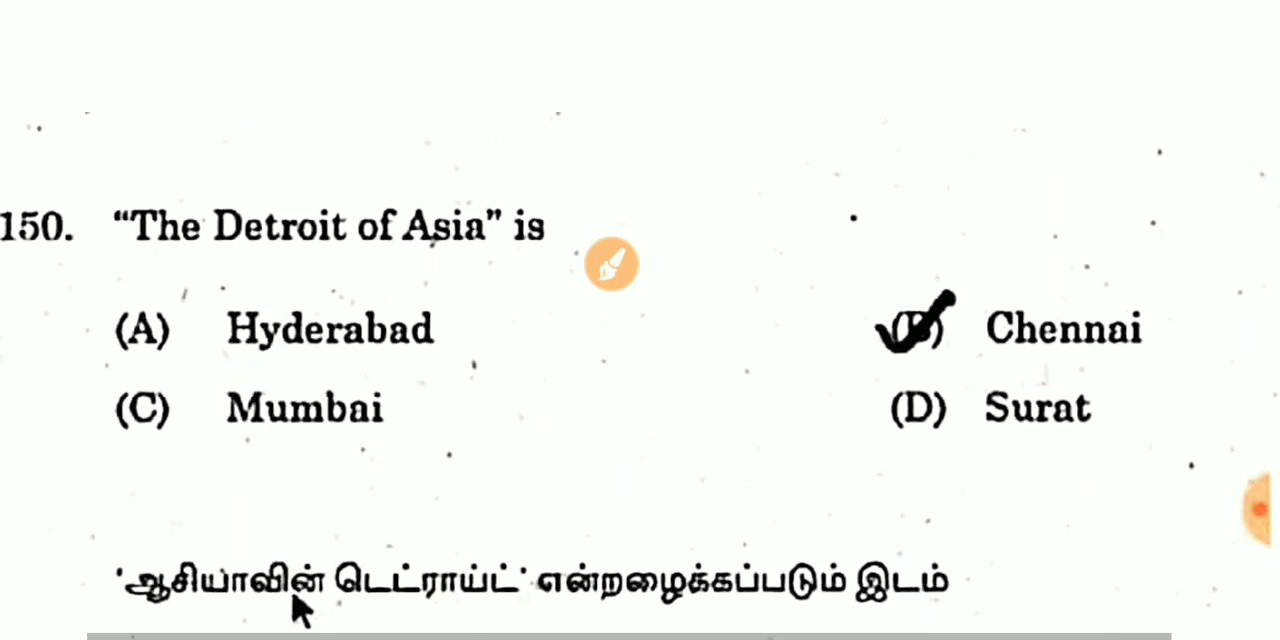 150. “The Detroit of Asia” is
(A) Hyderabad (B) Chennai
(C) Mumbai (D) Surat
'ஆசியாவின் டெட்ராய்ட்' என்றழைக்கப்படும் இடம்